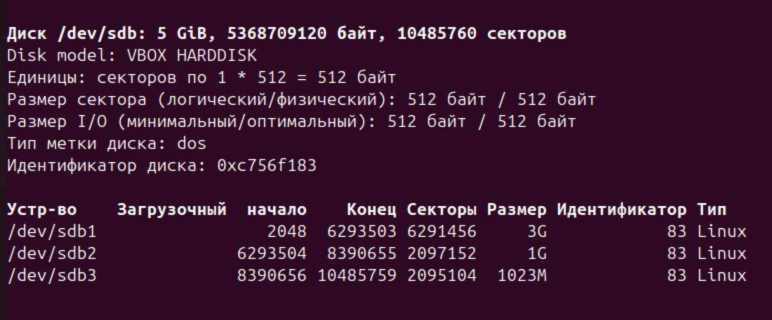 Диск /dev/sdb: 5 GiB, 5368709120 байт, 10485760 секторов
Disk model: VBOX HARDDISK
Единицы: секторов по 1 * 512 = 512 байт
Размер сектора (логический/физический): 512 байт / 512 байт
Размер I/O (минимальный/оптимальный): 512 байт / 512 байт
Тип метки диска: dos
Идентификатор диска: 0xc756f183
Устр-во Загрузочный начало Конец Секторы Размер Идентификатор Тип
/dev/sdb1 2048 6293503 6291456 3G 83 Linux
/dev/sdb2 6293504 8390655 2097152 1G 83 Linux
/dev/sdb3 8390656 10485759 2095104 1023M 83 Linux